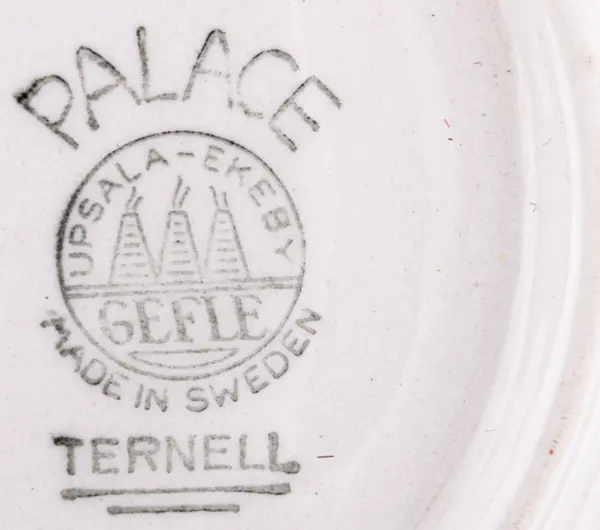 PALACE
UPSALA-EKEBY
GEFLE
MADE IN SWEDEN
TERNELL